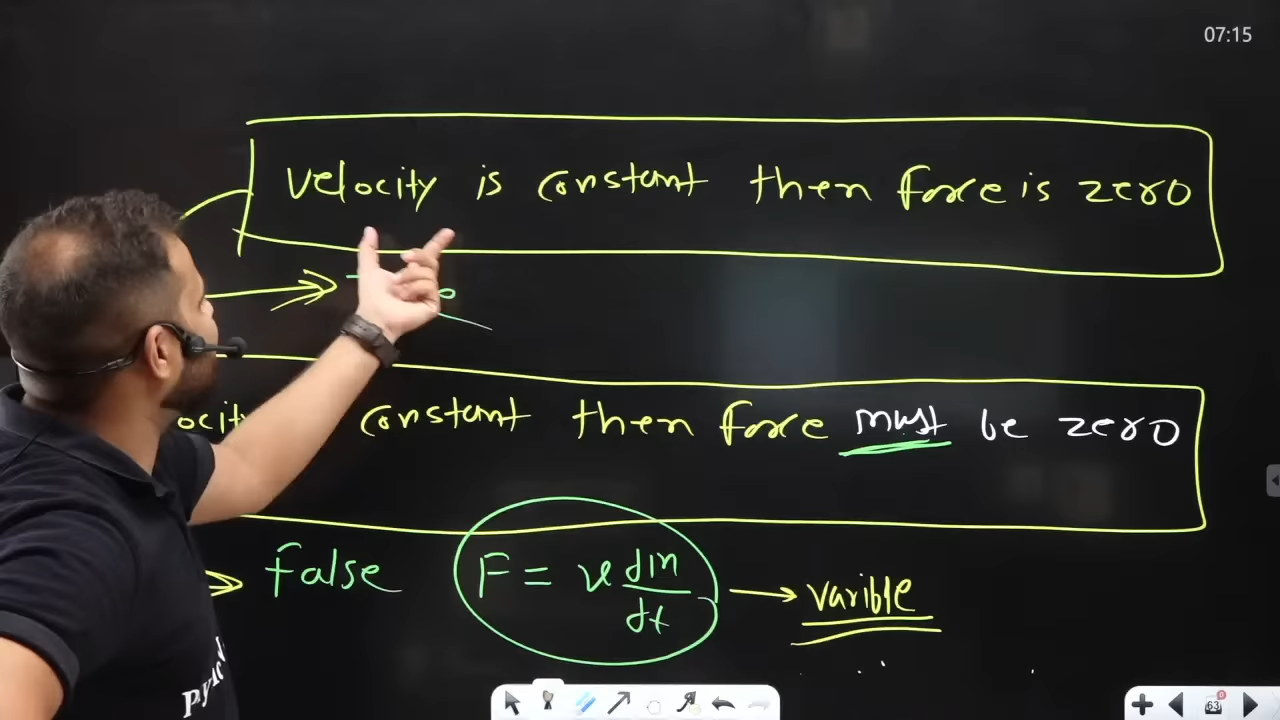 07:15
Velocity is constant then force is zero
constant then force must be zero
False F = v dm/dt → varible
63